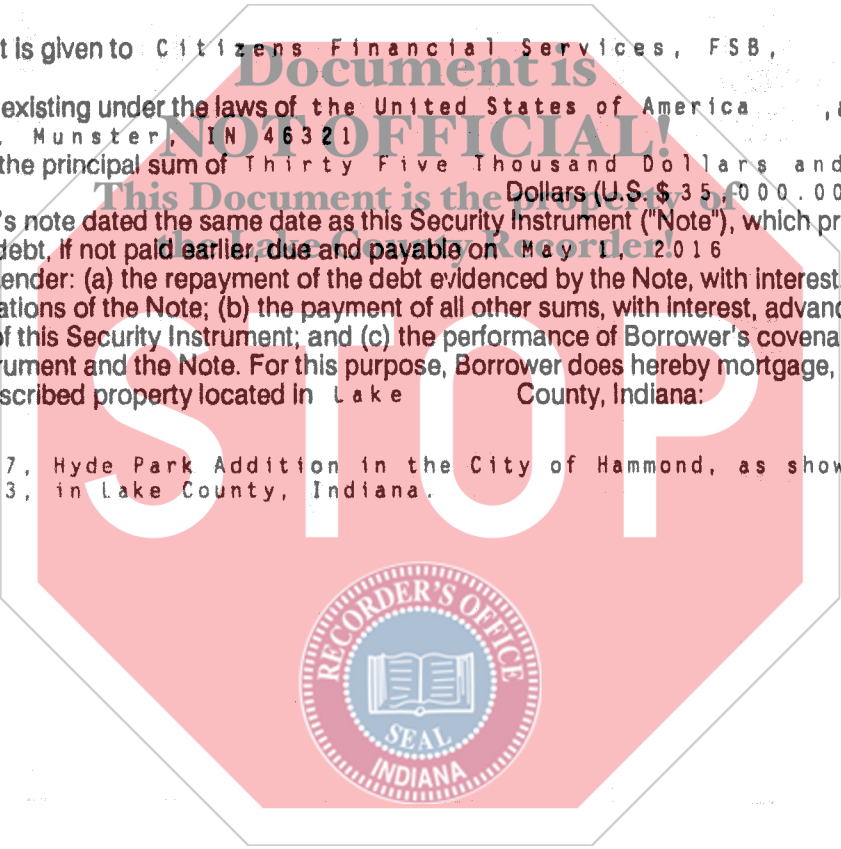 t is given to Citizens Financial Services, FSB,
Document is
existing under the laws of the United States of America ,
Munster, IN 46321
NOT OFFICIAL!
the principal sum of Thirty Five Thousand Dollars and
Dollars (U.S. $ 35,000.00
This Document is the property of
's note dated the same date as this Security Instrument ("Note"), which pr
debt, if not paid earlier, due and payable on May 1, 2016
the Lake County Recorder!
ender: (a) the repayment of the debt evidenced by the Note, with interest
ations of the Note; (b) the payment of all other sums, with interest, advanc
of this Security Instrument; and (c) the performance of Borrower's covena
rument and the Note. For this purpose, Borrower does hereby mortgage,
scribed property located in Lake County, Indiana:
7, Hyde Park Addition in the City of Hammond, as show
3, in Lake County, Indiana.
STOP
RECORDER'S OFFICE
SEAL
INDIANA